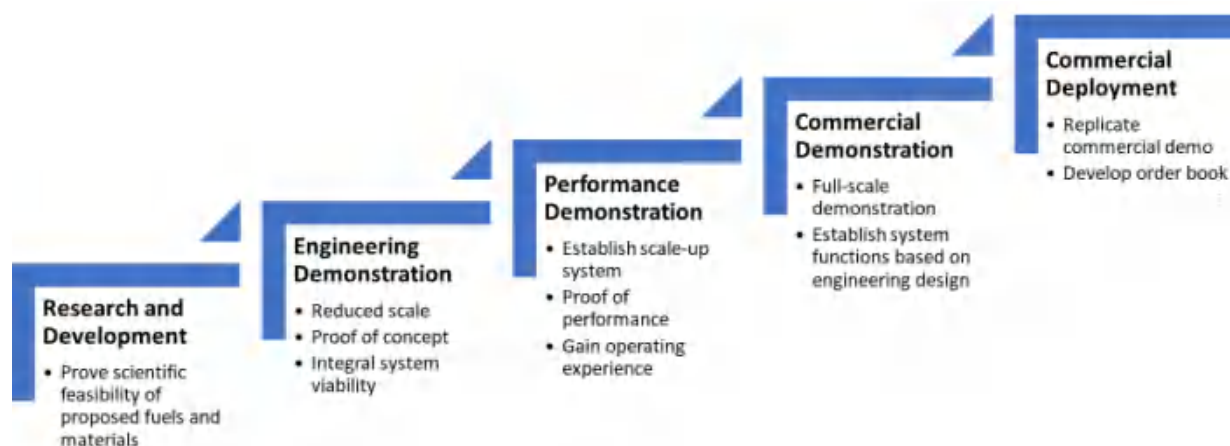 Research and
Development
• Prove scientific
feasibility of
proposed fuels and
materials
Engineering
Demonstration
• Reduced scale
• Proof of concept
• Integral system
viability
Performance
Demonstration
• Establish scale-up
system
• Proof of
performance
• Gain operating
experience
Commercial
Demonstration
• Full-scale
demonstration
• Establish system
functions based on
engineering design
Commercial
Deployment
• Replicate
commercial demo
• Develop order book